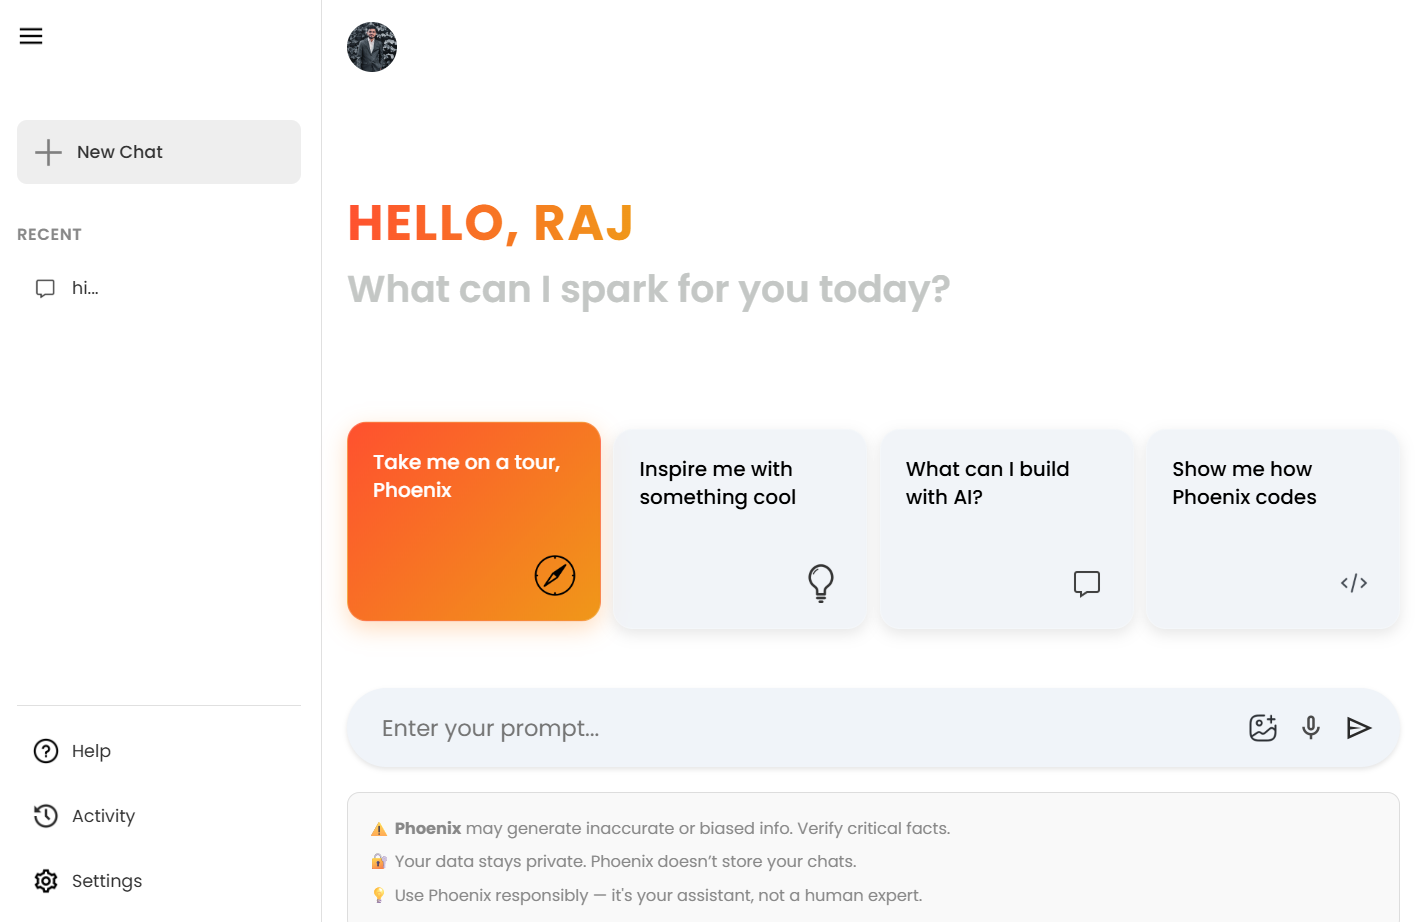 New Chat
RECENT
hi...
Help
Activity
Settings
HELLO, RAJ
What can I spark for you today?
Take me on a tour,
Phoenix
Inspire me with
something cool
What can I build
with AI?
Show me how
Phoenix codes
Enter your prompt...
⚠️ Phoenix may generate inaccurate or biased info. Verify critical facts.
🔐 Your data stays private. Phoenix doesn’t store your chats.
💡 Use Phoenix responsibly — it's your assistant, not a human expert.